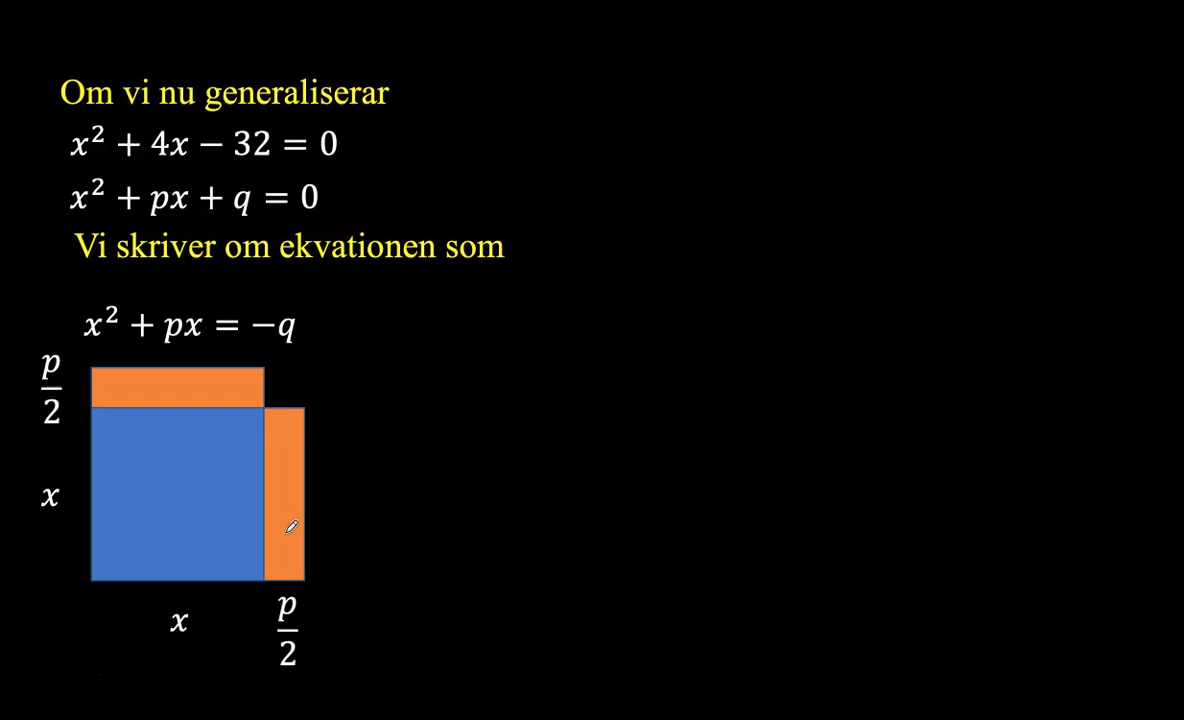 Om vi nu generaliserar
x² + 4x − 32 = 0
x² + px + q = 0
Vi skriver om ekvationen som
x² + px = −q
p/2
x
x
p/2